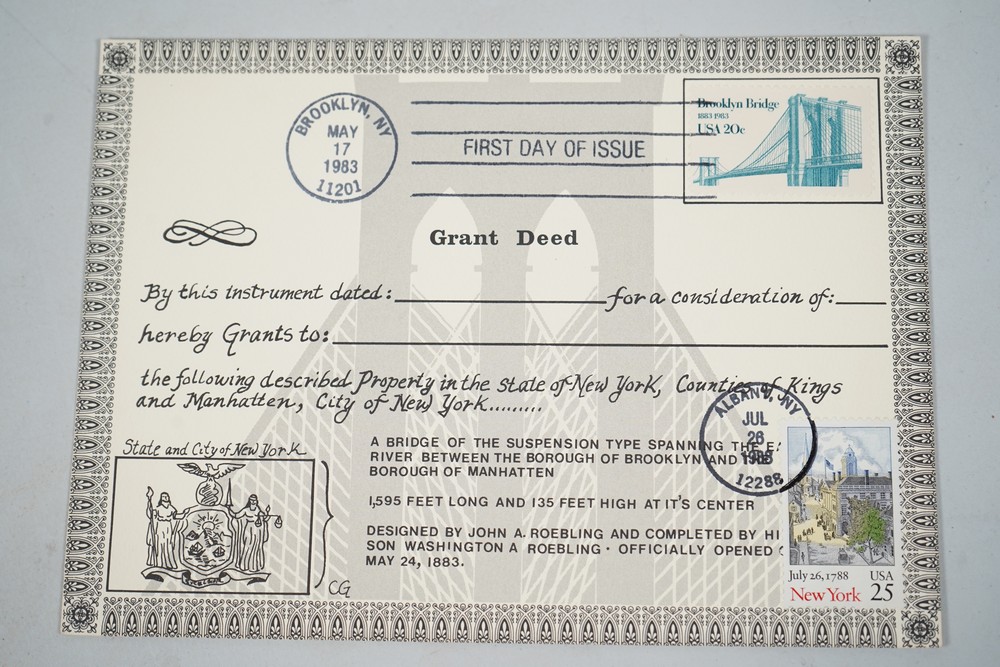 BROOKLYN, NY
MAY
17
1983
11201
FIRST DAY OF ISSUE
Brooklyn Bridge
1883-1983
USA 20c
Grant Deed
By this instrument dated: for a consideration of:
hereby Grants to:
the following described Property in the State of New York, Counties of Kings
and Manhatten, City of New York.........
ALBANY, NY
JUL
26
1988
12288
State and City of New York
A BRIDGE OF THE SUSPENSION TYPE SPANNING THE
RIVER BETWEEN THE BOROUGH OF BROOKLYN AND THE
BOROUGH OF MANHATTEN
1,595 FEET LONG AND 135 FEET HIGH AT IT'S CENTER
DESIGNED BY JOHN A. ROEBLING AND COMPLETED BY HI
SON WASHINGTON A ROEBLING · OFFICIALLY OPENED
MAY 24, 1883.
CG
July 26, 1788 USA
New York 25